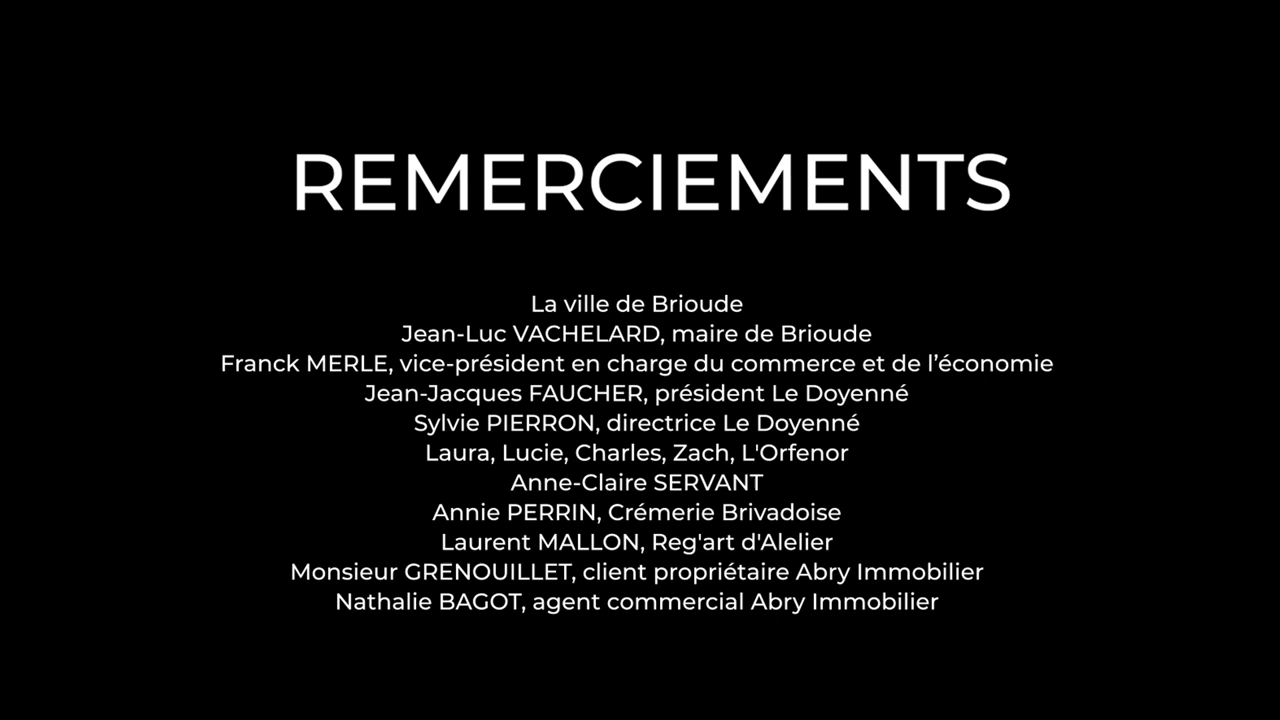 REMERCIEMENTS
La ville de Brioude
Jean-Luc VACHELARD, maire de Brioude
Franck MERLE, vice-président en charge du commerce et de l’économie
Jean-Jacques FAUCHER, président Le Doyenné
Sylvie PIERRON, directrice Le Doyenné
Laura, Lucie, Charles, Zach, L'Orfenor
Anne-Claire SERVANT
Annie PERRIN, Crémerie Brivadoise
Laurent MALLON, Reg'art d'Alelier
Monsieur GRENOUILLET, client propriétaire Abry Immobilier
Nathalie BAGOT, agent commercial Abry Immobilier